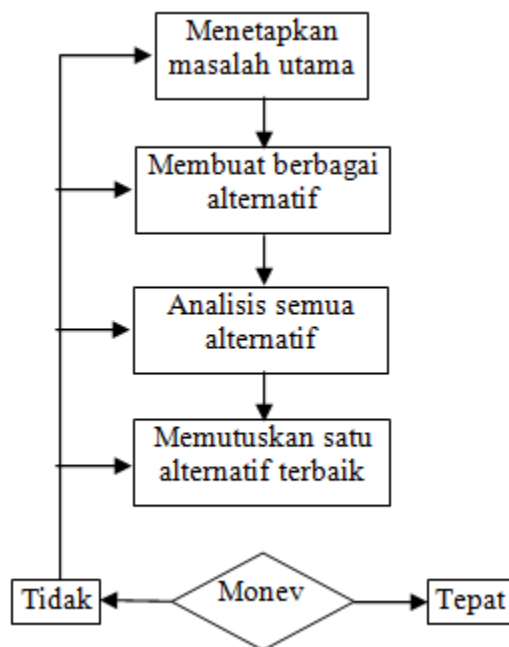 Menetapkan
masalah utama
Membuat berbagai
alternatif
Analisis semua
alternatif
Memutuskan satu
alternatif terbaik
Tidak
Monev
Tepat